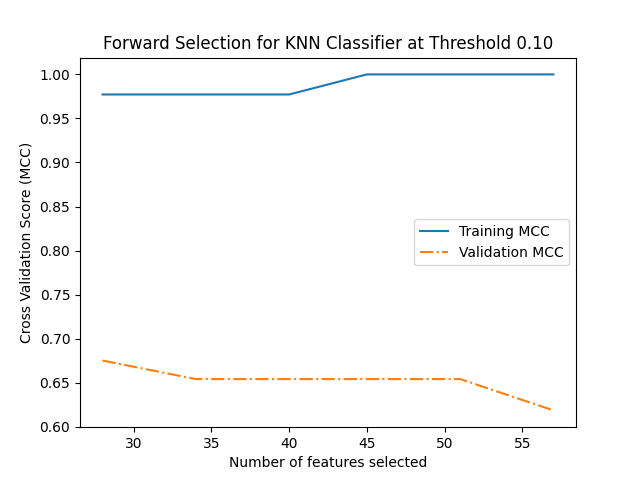 Forward Selection for KNN Classifier at Threshold 0.10
Cross Validation Score (MCC)
1.00
0.95
0.90
0.85
0.80
0.75
0.70
0.65
0.60
Training MCC
Validation MCC
30 35 40 45 50 55
Number of features selected